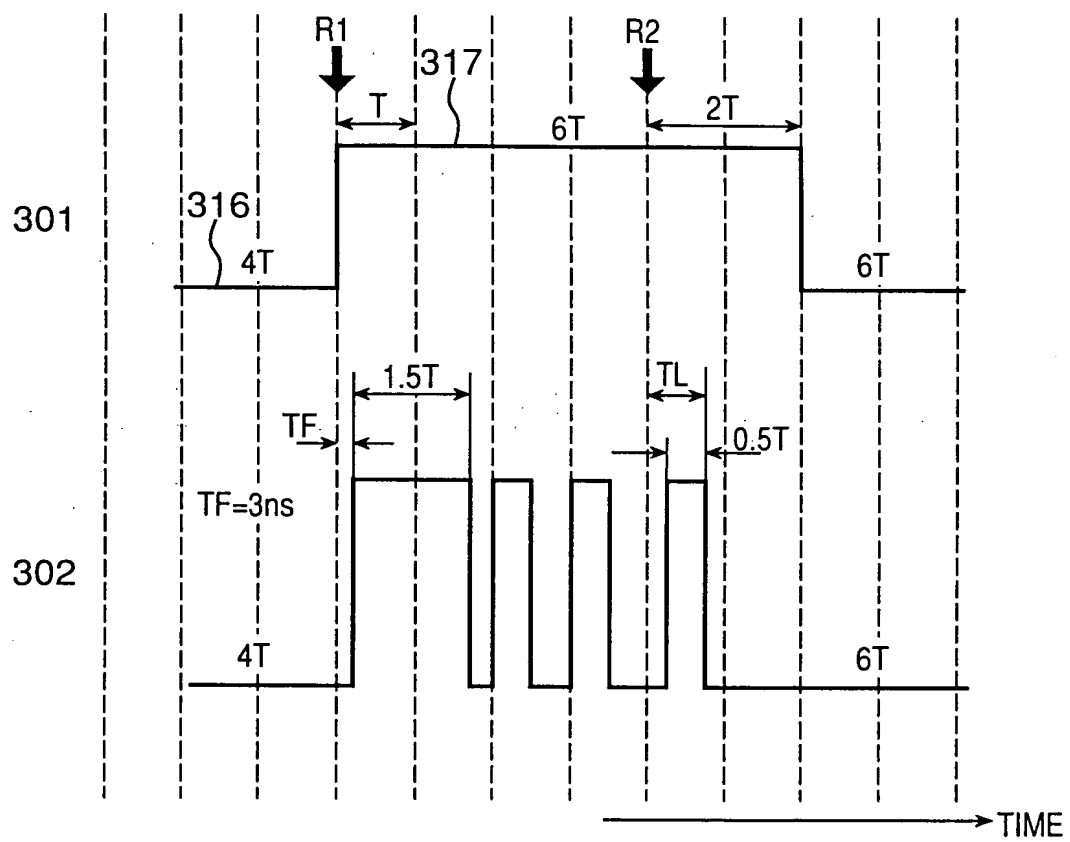 R1
R2
317
T
2T
6T
301
316
4T
6T
1.5T
TL
TF
0.5T
TF=3ns
302
4T
6T
TIME